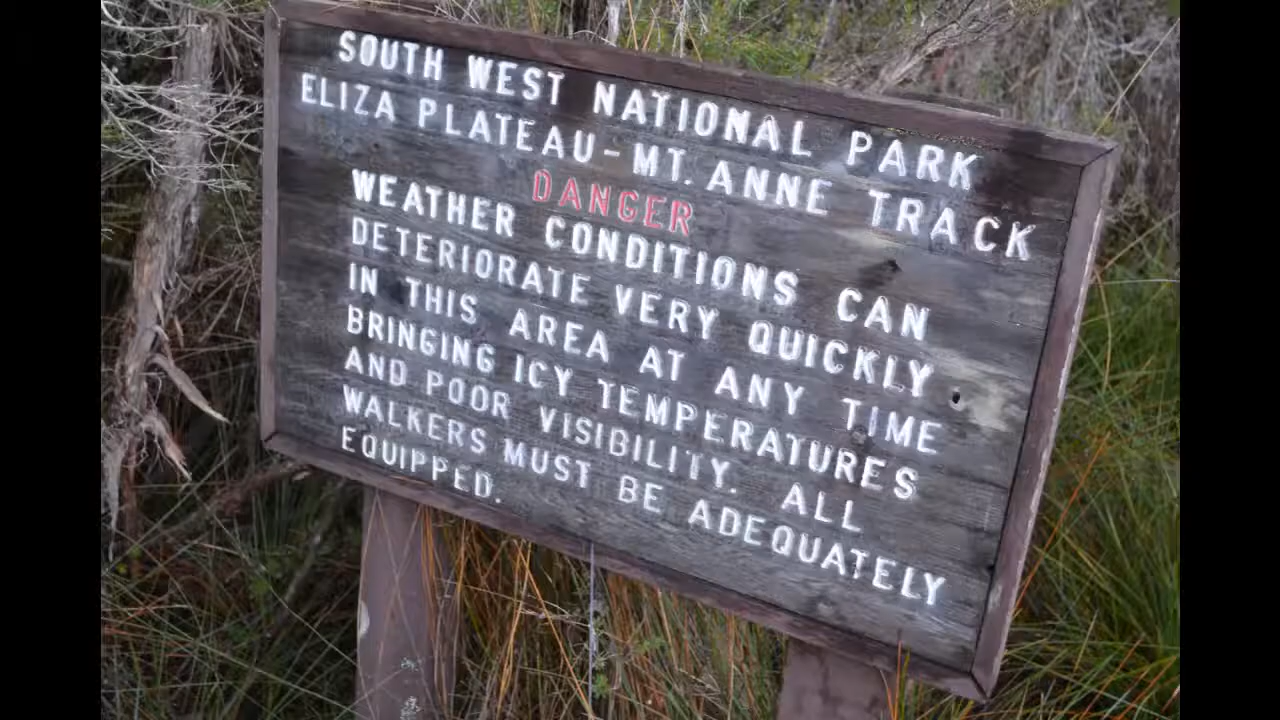 SOUTH WEST NATIONAL PARK
ELIZA PLATEAU-MT. ANNE TRACK
DANGER
WEATHER CONDITIONS CAN
DETERIORATE VERY QUICKLY
IN THIS AREA AT ANY TIME
BRINGING ICY TEMPERATURES
AND POOR VISIBILITY. ALL
WALKERS MUST BE ADEQUATELY
EQUIPPED.